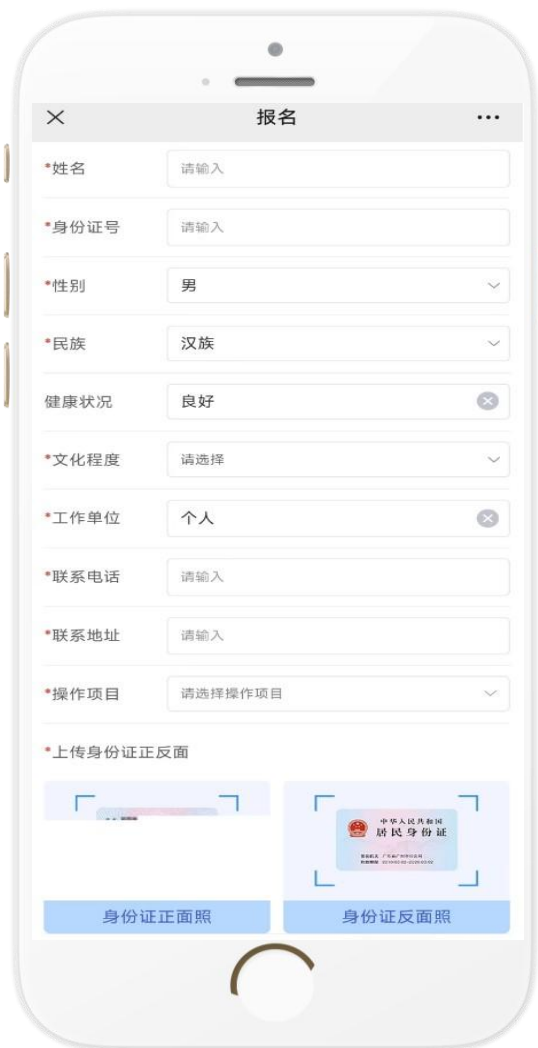 报名
*姓名 请输入
*身份证号 请输入
*性别 男
*民族 汉族
健康状况 良好
*文化程度 请选择
*工作单位 个人
*联系电话 请输入
*联系地址 请输入
*操作项目 请选择操作项目
*上传身份证正反面
中华人民共和国
居民身份证
身份证正面照 身份证反面照